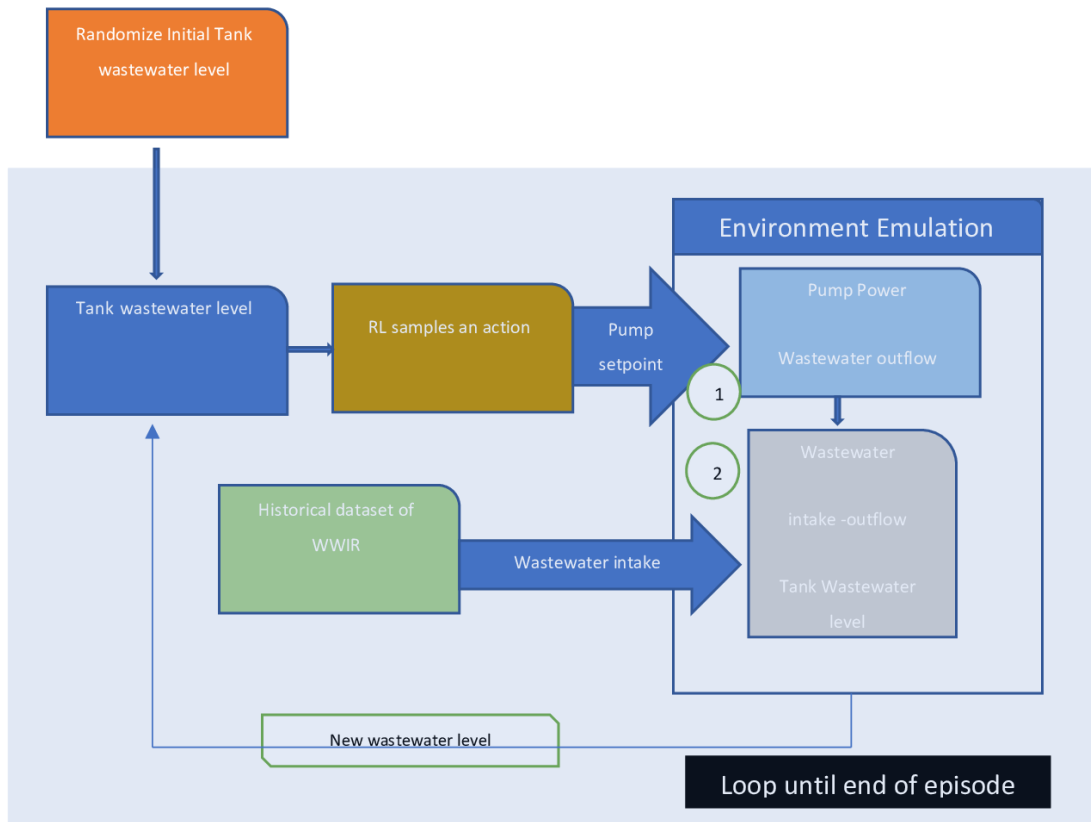 Randomize Initial Tank
wastewater level
Environment Emulation
Tank wastewater level
RL samples an action
Pump
setpoint
Pump Power
Wastewater outflow
1
2
Wastewater
intake -outflow
Tank Wastewater
level
Historical dataset of
WWIR
Wastewater intake
New wastewater level
Loop until end of episode